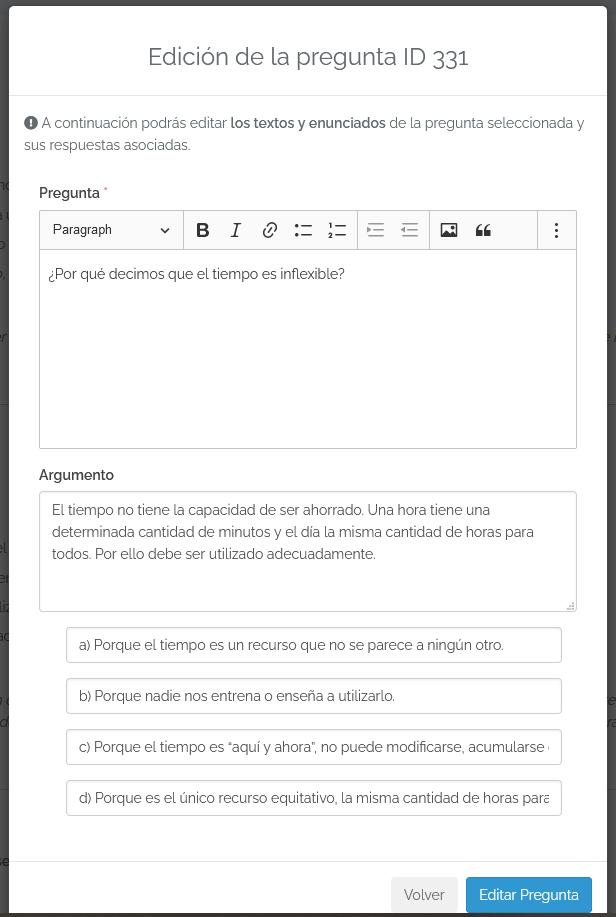 Edición de la pregunta ID 331
A continuación podrás editar los textos y enunciados de la pregunta seleccionada y
sus respuestas asociadas.
Pregunta *
Paragraph
¿Por qué decimos que el tiempo es inflexible?
Argumento
El tiempo no tiene la capacidad de ser ahorrado. Una hora tiene una
determinada cantidad de minutos y el día la misma cantidad de horas para
todos. Por ello debe ser utilizado adecuadamente.
a) Porque el tiempo es un recurso que no se parece a ningún otro.
b) Porque nadie nos entrena o enseña a utilizarlo.
c) Porque el tiempo es “aquí y ahora”, no puede modificarse, acumularse
d) Porque es el único recurso equitativo, la misma cantidad de horas para
Volver
Editar Pregunta